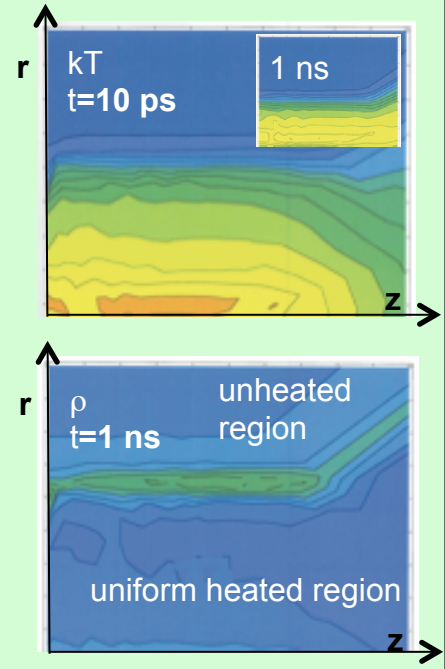 r
kT
t=10 ps
1 ns
z
r
ρ
t=1 ns
unheated
region
uniform heated region
z